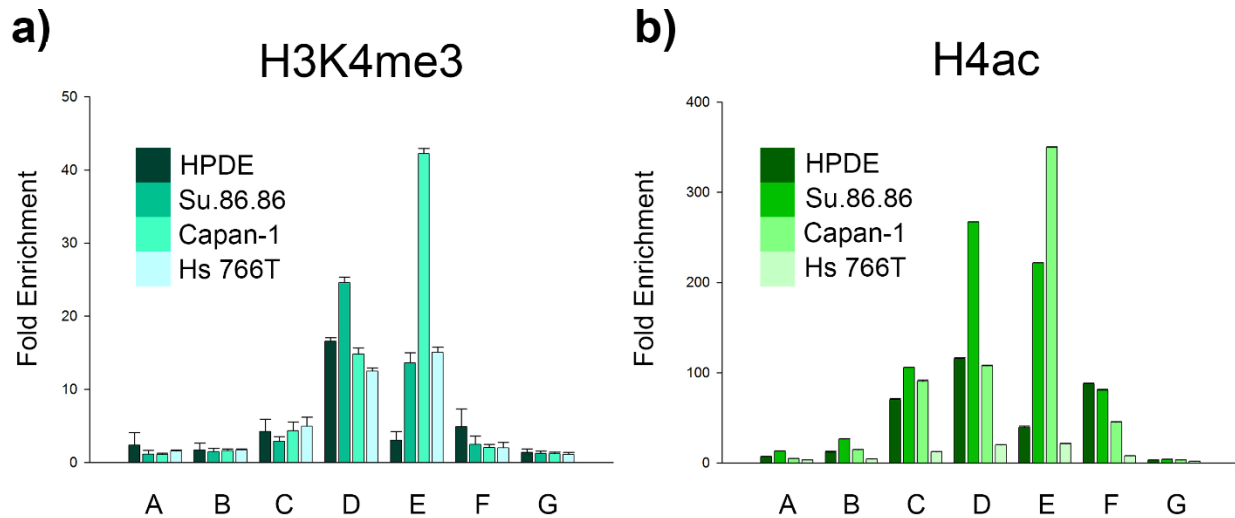 a)
H3K4me3
Fold Enrichment
50
40
30
20
10
0
HPDE
Su.86.86
Capan-1
Hs 766T
A B C D E F G
b)
H4ac
Fold Enrichment
400
300
200
100
0
HPDE
Su.86.86
Capan-1
Hs 766T
A B C D E F G